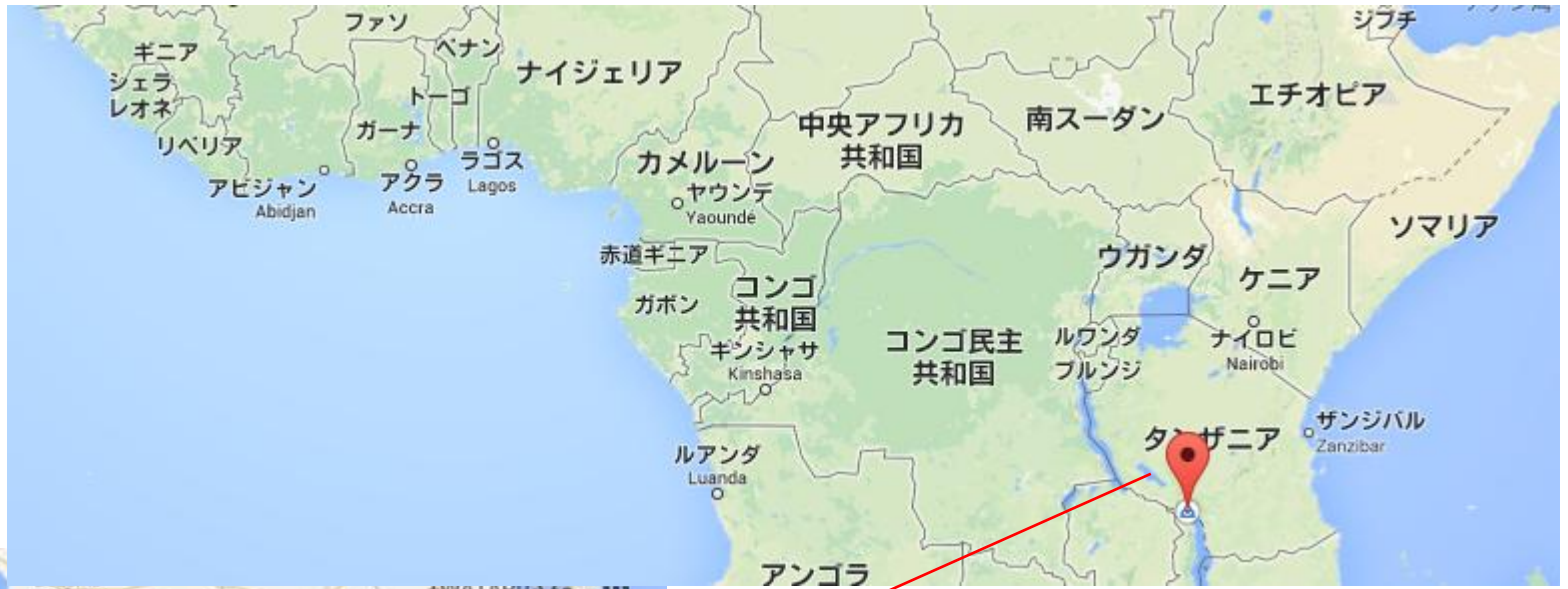 ファソ
ジプチ
ギニア
ベナン
シェラ
レオネ
ナイジェリア
トーゴ
エチオピア
ガーナ
リベリア
中央アフリカ
共和国
南スーダン
ラゴス
Lagos
カメルーン
アビジャン
Abidjan
アクラ
Accra
ヤウンデ
Yaoundé
ソマリア
赤道ギニア
ウガンダ
ケニア
ガボン
コンゴ
共和国
コンゴ民主
共和国
ルワンダ
ナイロビ
Nairobi
キンシャサ
Kinshasa
ブルンジ
タンザニア
ザンジバル
Zanzibar
ルアンダ
Luanda
アンゴラ